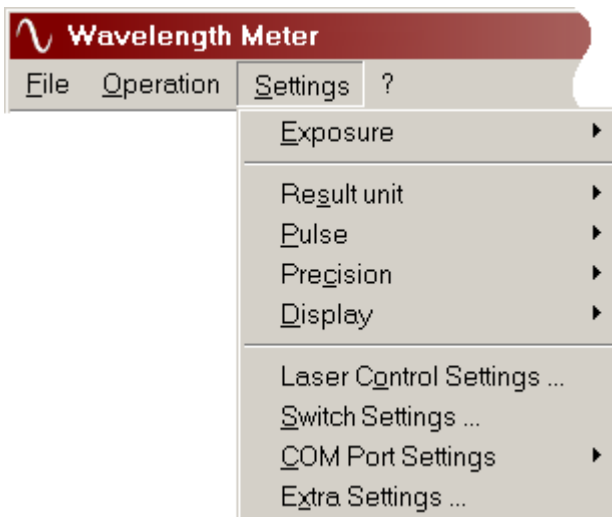 Wavelength Meter
File Operation Settings ?
Exposure
Result unit
Pulse
Precision
Display
Laser Control Settings ...
Switch Settings ...
COM Port Settings
Extra Settings ...